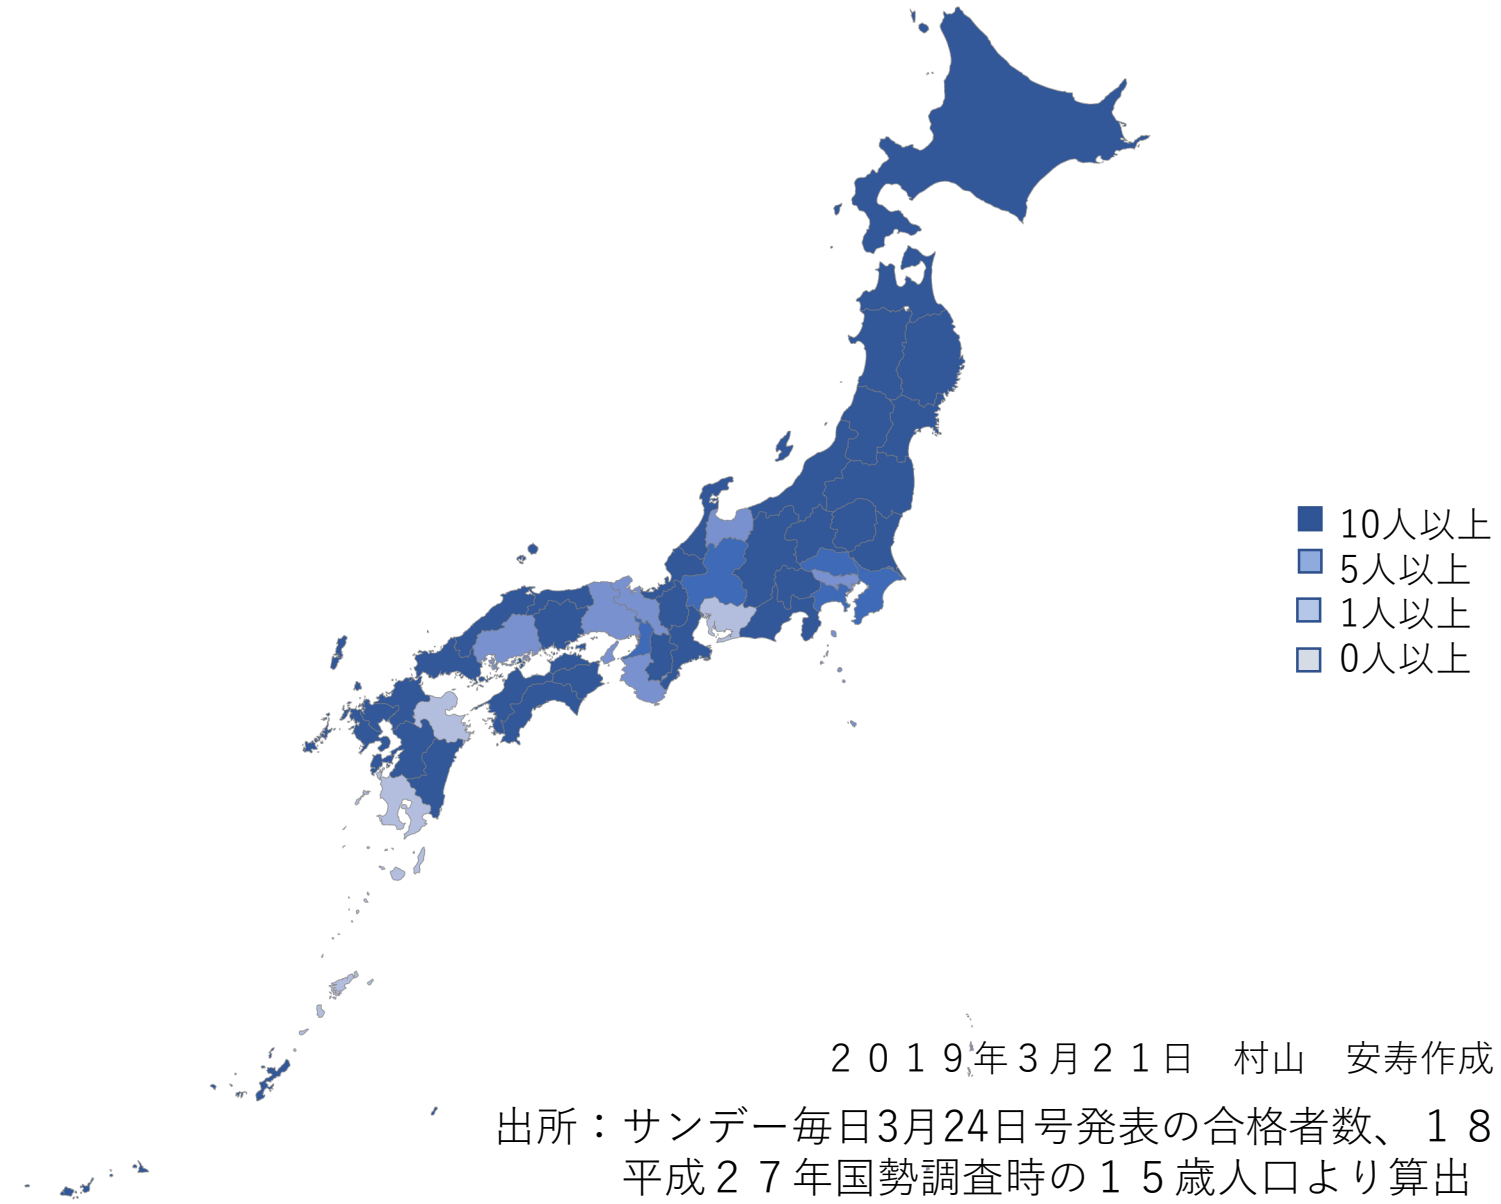 10人以上
5人以上
1人以上
0人以上
２０１９年３月２１日　村山　安寿作成
出所：サンデー毎日3月24日号発表の合格者数、１８
平成２７年国勢調査時の１５歳人口より算出